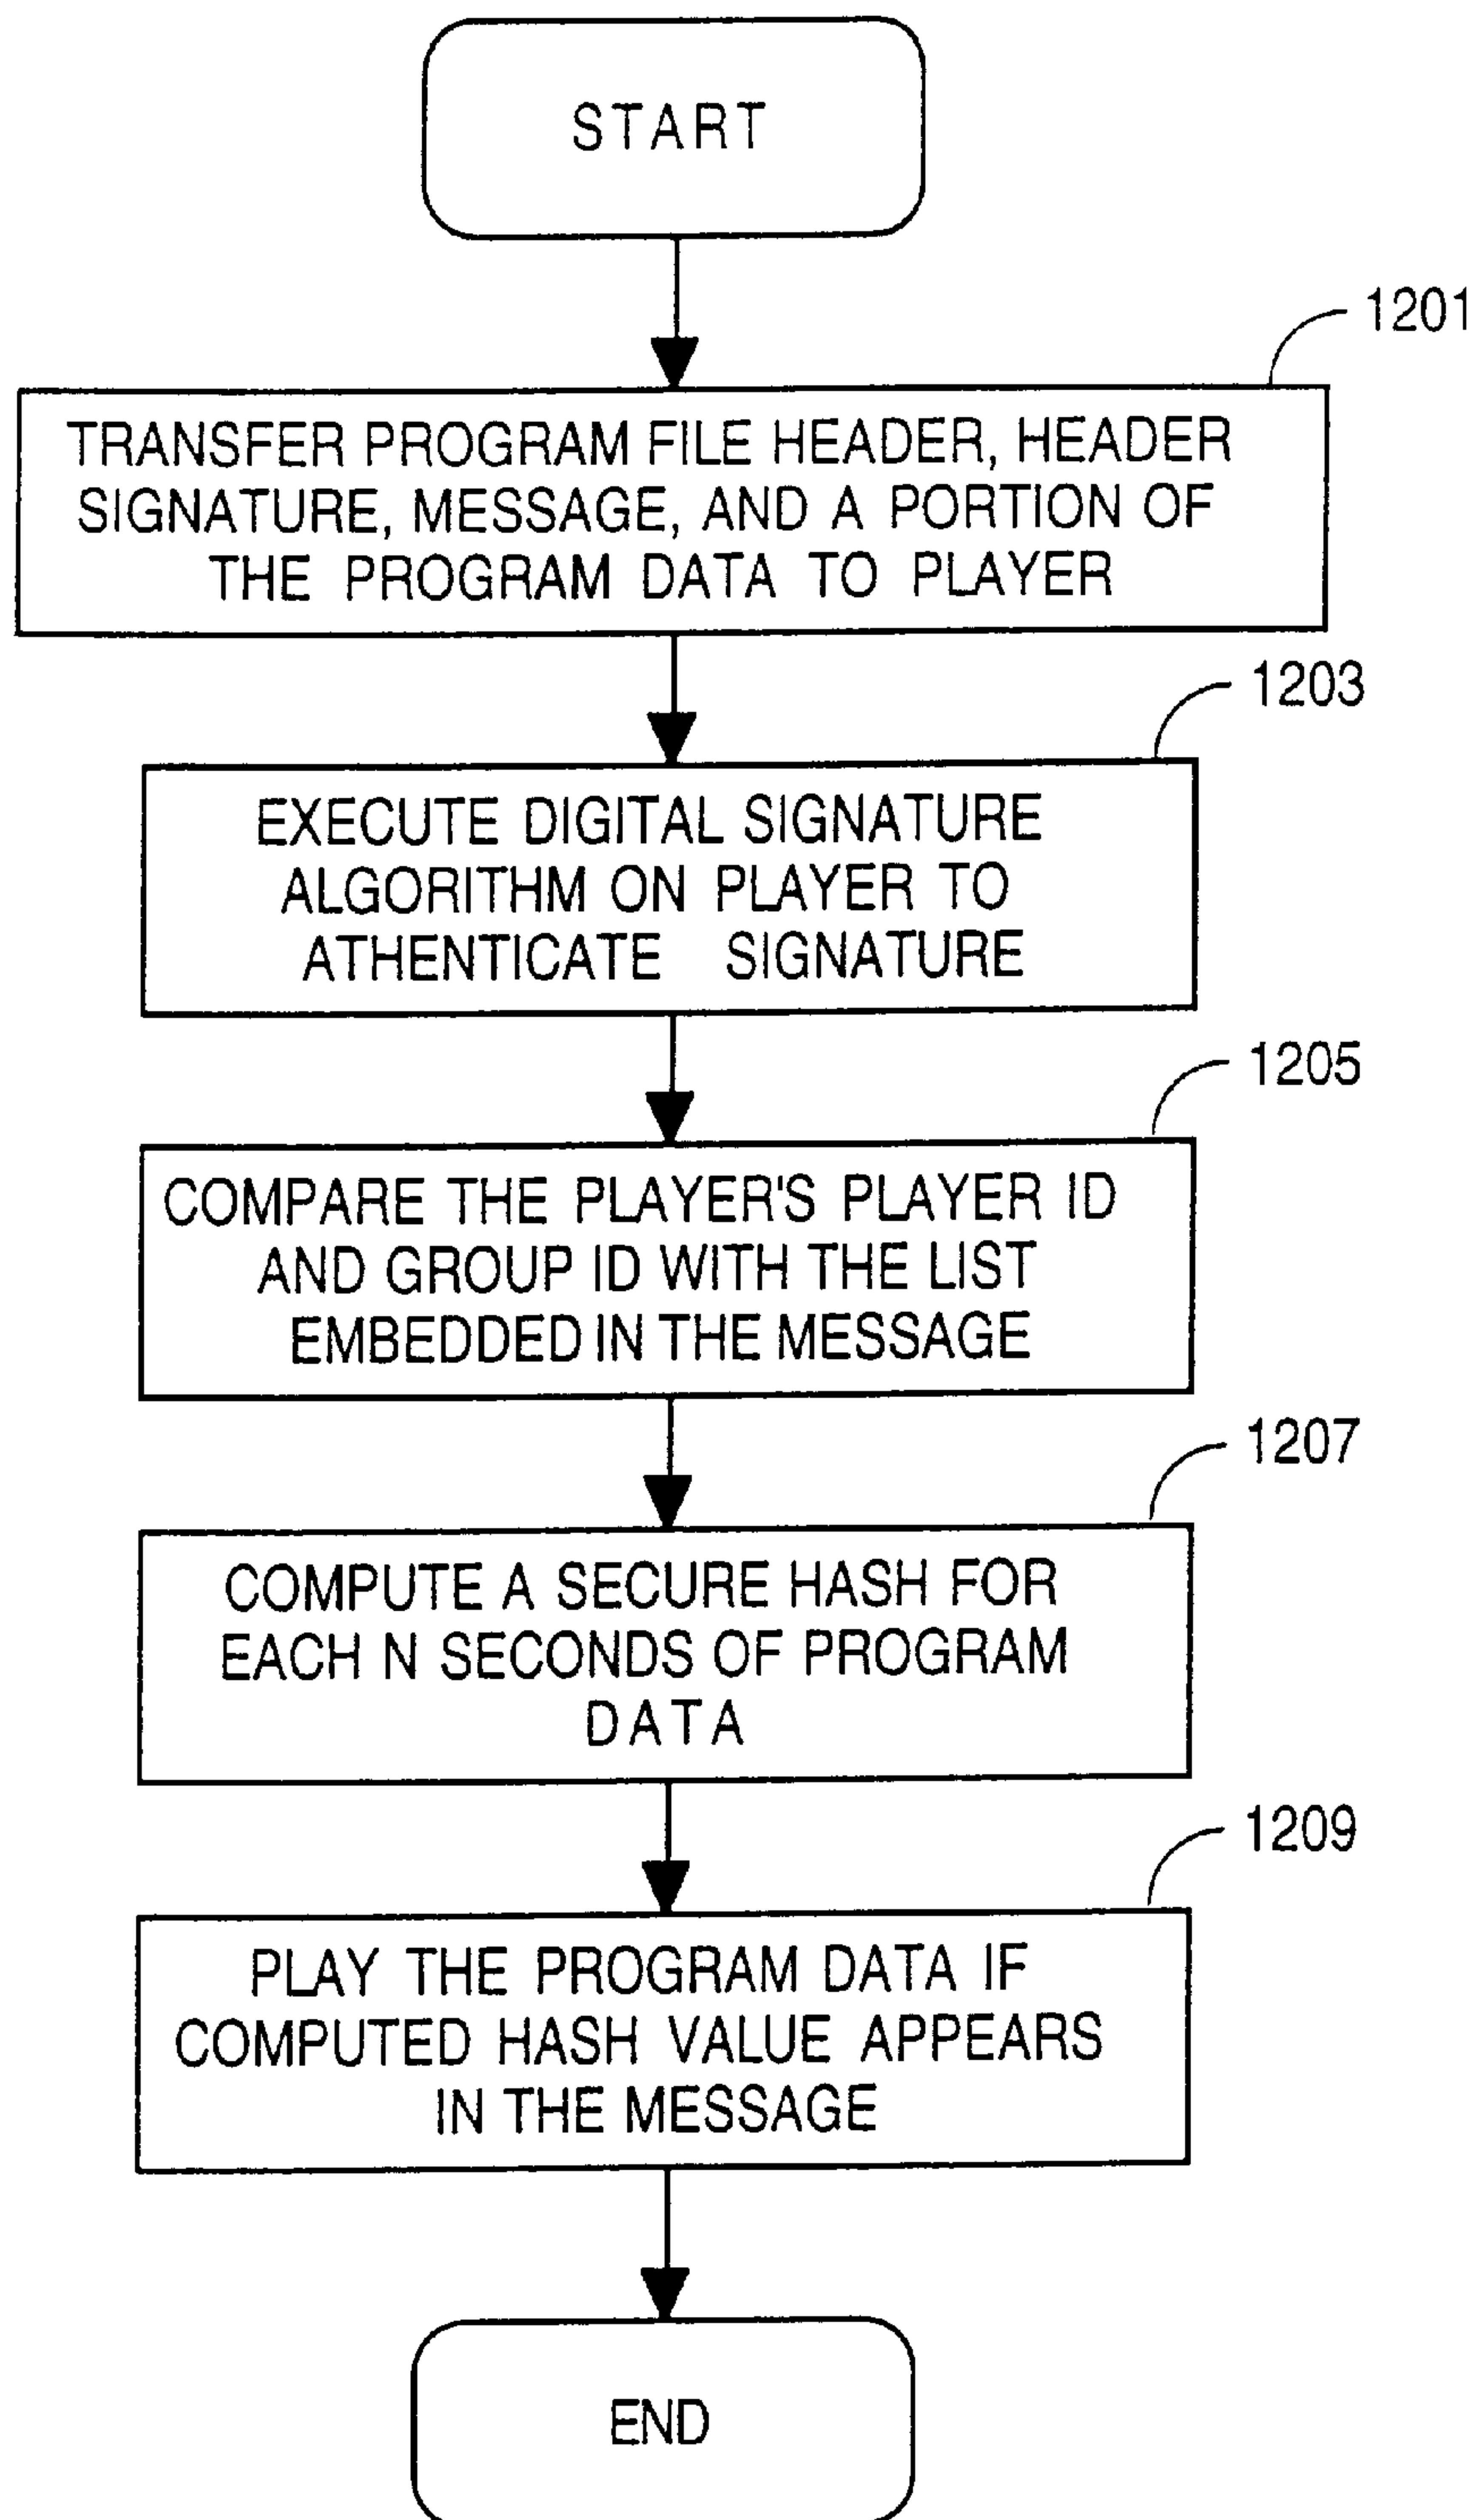 START
1201
TRANSFER PROGRAM FILE HEADER, HEADER
SIGNATURE, MESSAGE, AND A PORTION OF
THE PROGRAM DATA TO PLAYER
1203
EXECUTE DIGITAL SIGNATURE
ALGORITHM ON PLAYER TO
ATHENTICATE SIGNATURE
1205
COMPARE THE PLAYER'S PLAYER ID
AND GROUP ID WITH THE LIST
EMBEDDED IN THE MESSAGE
1207
COMPUTE A SECURE HASH FOR
EACH N SECONDS OF PROGRAM
DATA
1209
PLAY THE PROGRAM DATA IF
COMPUTED HASH VALUE APPEARS
IN THE MESSAGE
END